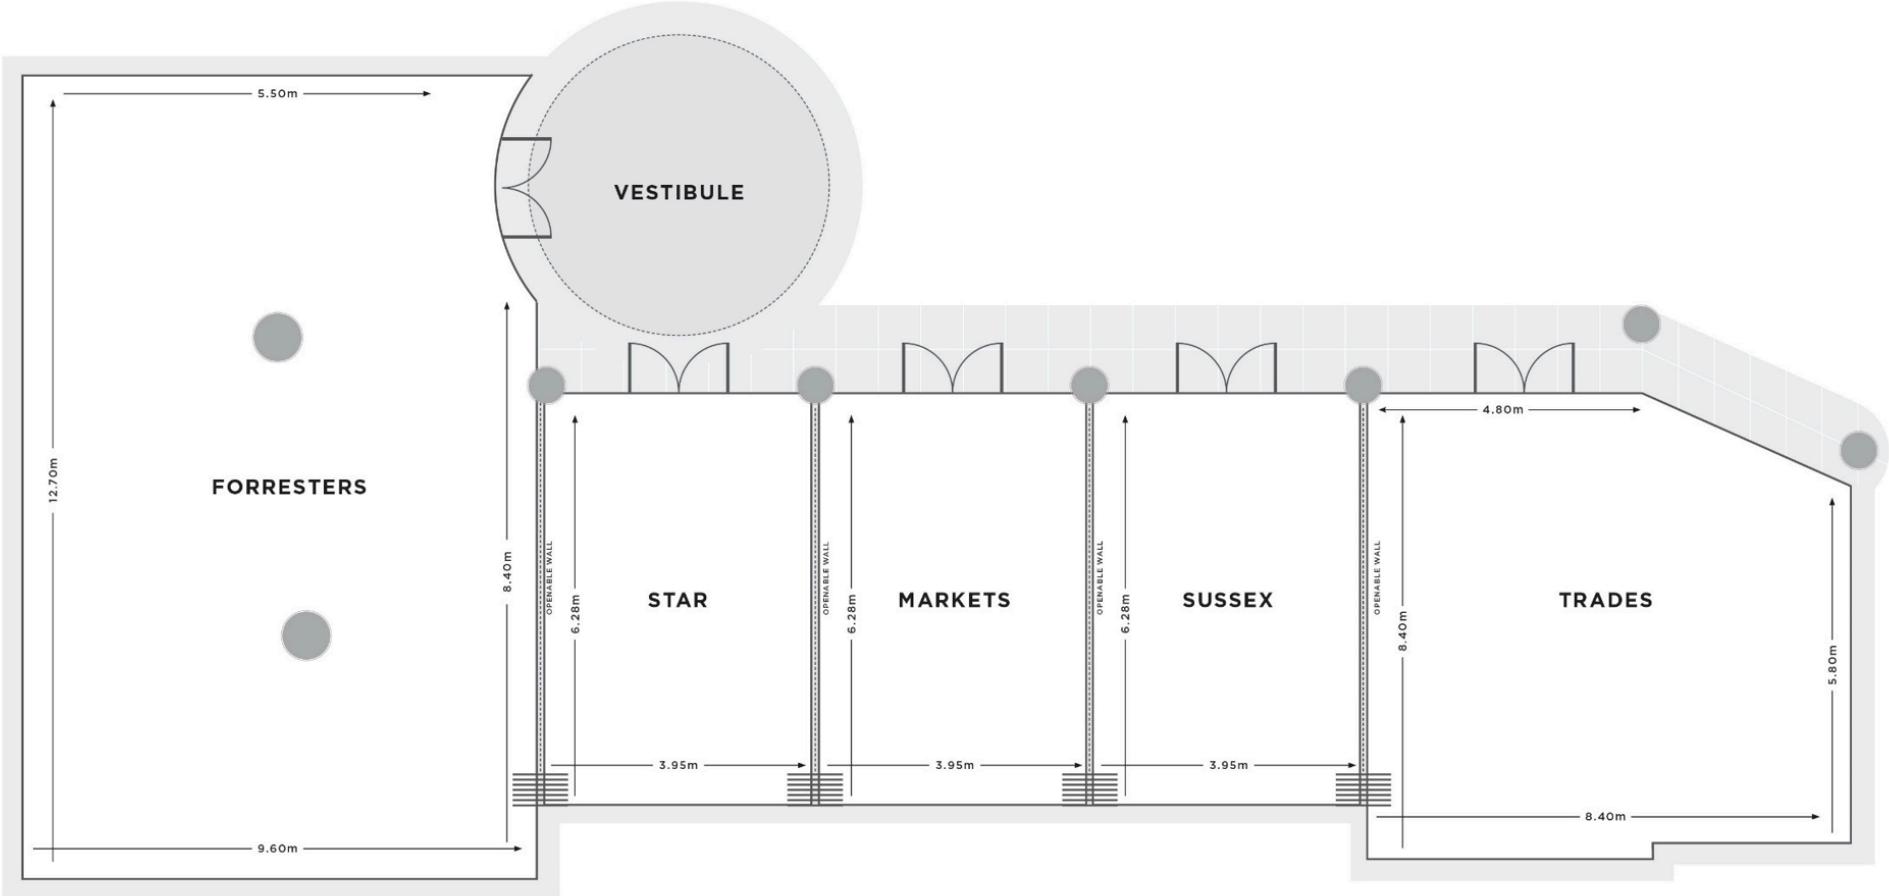 5.50m
VESTIBULE
4.80m
12.70m
FORRESTERS
8.40m
OPENABLE WALL
6.28m
STAR
OPENABLE WALL
6.28m
MARKETS
OPENABLE WALL
6.28m
SUSSEX
OPENABLE WALL
8.40m
TRADES
5.80m
3.95m
3.95m
3.95m
8.40m
9.60m